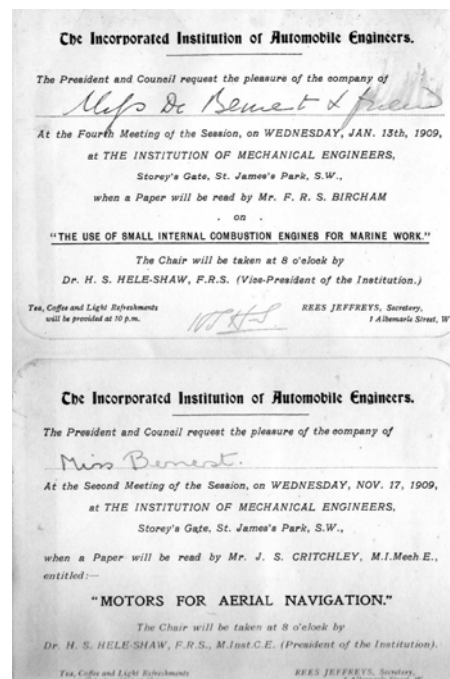 The Incorporated Institution of Automobile Engineers.
The President and Council request the pleasure of the company of
Miss De Benest & friend
At the Fourth Meeting of the Session, on WEDNESDAY, JAN. 13th, 1909,
at THE INSTITUTION OF MECHANICAL ENGINEERS,
Storey's Gate, St. James's Park, S.W.,
when a Paper will be read by Mr. F. R. S. BIRCHAM
. on .
"THE USE OF SMALL INTERNAL COMBUSTION ENGINES FOR MARINE WORK."
The Chair will be taken at 8 o'clock by
Dr. H. S. HELE-SHAW, F.R.S. (Vice-President of the Institution.)
Tea, Coffee and Light Refreshments
will be provided at 10 p.m.
REES JEFFREYS, Secretary,
1 Albemarle Street, W
The Incorporated Institution of Automobile Engineers.
The President and Council request the pleasure of the company of
Miss Benest.
At the Second Meeting of the Session, on WEDNESDAY, NOV. 17, 1909,
at THE INSTITUTION OF MECHANICAL ENGINEERS,
Storey's Gate, St. James's Park, S.W.,
when a Paper will be read by Mr. J. S. CRITCHLEY, M.I.Mech E.,
entitled:—
"MOTORS FOR AERIAL NAVIGATION."
The Chair will be taken at 8 o'clock by
Dr. H. S. HELE-SHAW, F.R.S., M.Inst.C.E. (President of the Institution).
Tea, Coffee and Light Refreshments
REES JEFFREYS, Secretary,